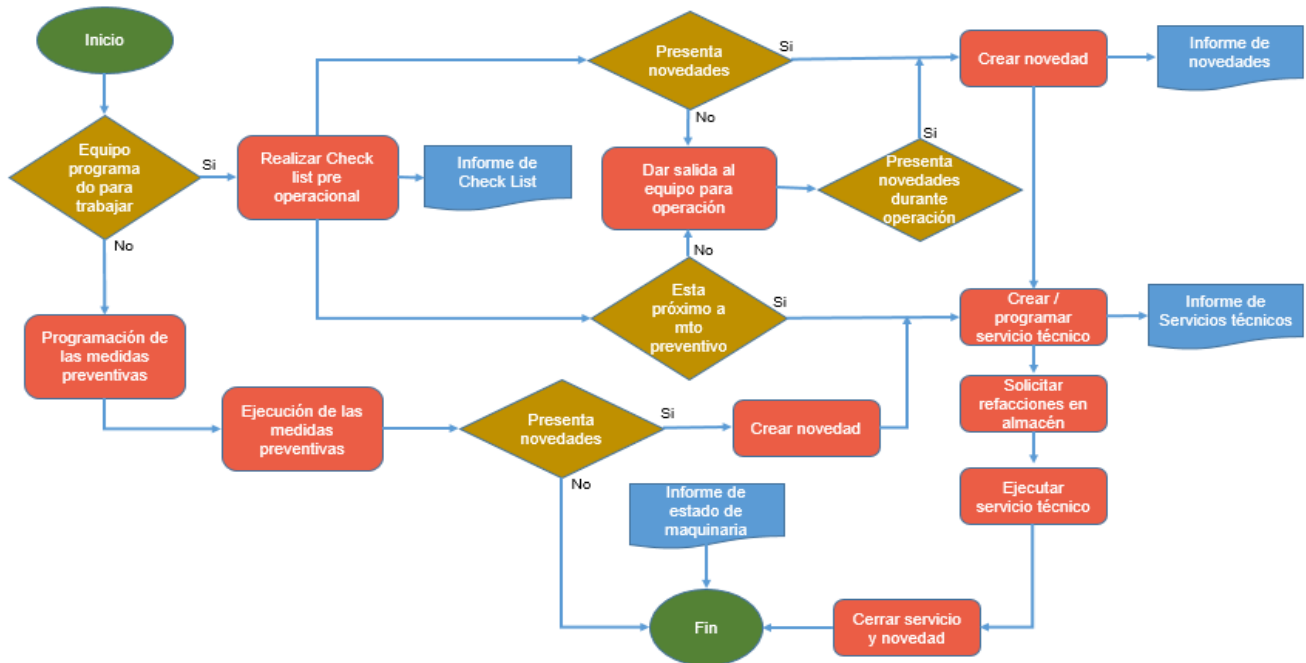 Inicio
Equipo
programa
do para
trabajar
Si
No
Realizar Check
list pre
operacional
Informe de
Check List
Presenta
novedades
Si
No
Crear novedad
Informe de
novedades
Dar salida al
equipo para
operación
Si
Presenta
novedades
durante
operación
No
Esta
próximo a
mto
preventivo
Si
Crear /
programar
servicio técnico
Informe de
Servicios técnicos
Programación de
las medidas
preventivas
Ejecución de las
medidas
preventivas
Presenta
novedades
Si
No
Crear novedad
Solicitar
refacciones en
almacén
Ejecutar
servicio técnico
Informe de
estado de
maquinaria
Fin
Cerrar servicio
y novedad